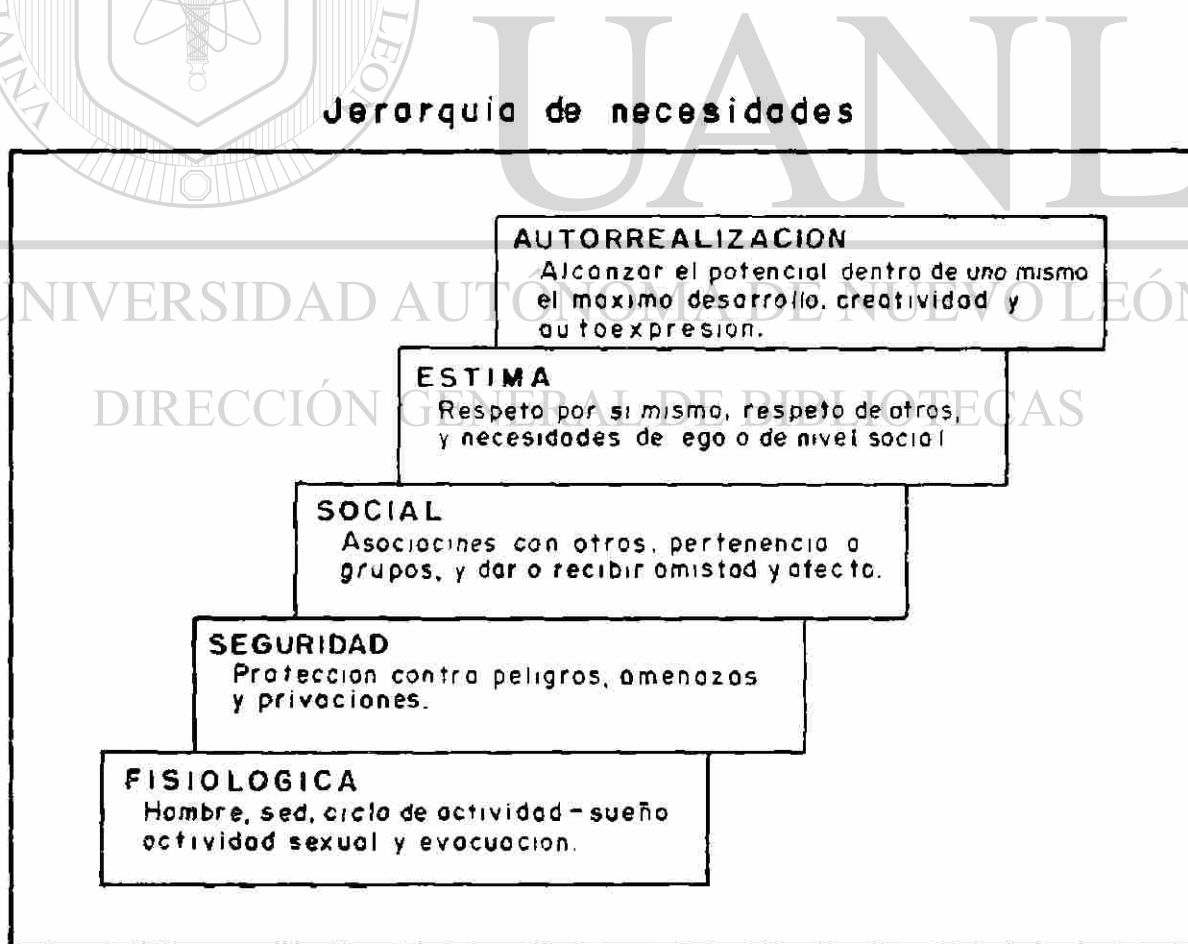 UANL
LEON
Jerarquia de necesidades
AUTORREALIZACION
Alcanzar el potencial dentro de uno mismo
el maximo desarrollo, creatividad y
autoexpresion.
UNIVERSIDAD AUTÓNOMA DE NUEVO LEÓN
ESTIMA
Respeto por si mismo, respeto de otros,
y necesidades de ego o de nivel social
DIRECCIÓN GENERAL DE BIBLIOTECAS
SOCIAL
Asociacines con otros, pertenencia a
grupos, y dar o recibir amistad y afecto.
SEGURIDAD
Proteccion contra peligros, amenazas
y privaciones.
FISIOLOGICA
Hambre, sed, ciclo de actividad-sueño
actividad sexual y evacuacion.